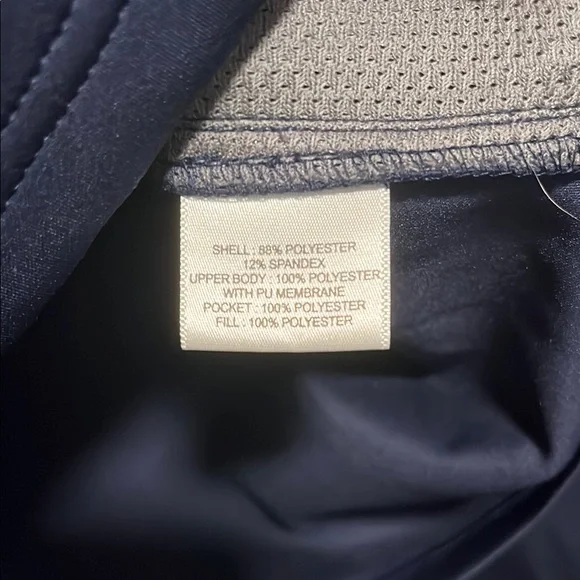 SHELL : 88% POLYESTER
12% SPANDEX
UPPER BODY : 100% POLYESTER
WITH PU MEMBRANE
POCKET : 100% POLYESTER
FILL : 100% POLYESTER